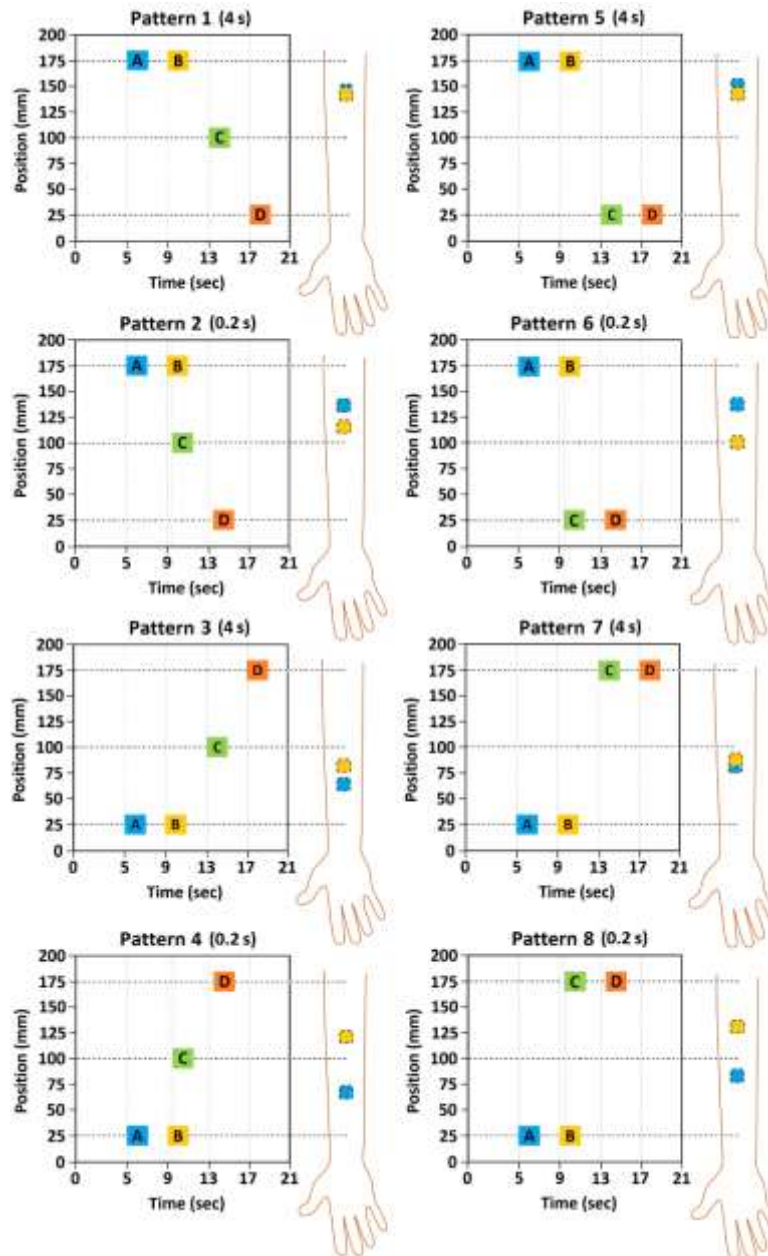 Pattern 1 (4 s)
200
175
150
125
100
75
50
25
0
Position (mm)
A
B
C
D
0
5
9
13
17
21
Time (sec)
Pattern 5 (4 s)
200
175
150
125
100
75
50
25
0
Position (mm)
A
B
C
D
0
5
9
13
17
21
Time (sec)
Pattern 2 (0.2 s)
200
175
150
125
100
75
50
25
0
Position (mm)
A
B
C
D
0
5
9
13
17
21
Time (sec)
Pattern 6 (0.2 s)
200
175
150
125
100
75
50
25
0
Position (mm)
A
B
C
D
0
5
9
13
17
21
Time (sec)
Pattern 3 (4 s)
200
175
150
125
100
75
50
25
0
Position (mm)
D
C
A
B
0
5
9
13
17
21
Time (sec)
Pattern 7 (4 s)
200
175
150
125
100
75
50
25
0
Position (mm)
C
D
A
B
0
5
9
13
17
21
Time (sec)
Pattern 4 (0.2 s)
200
175
150
125
100
75
50
25
0
Position (mm)
D
C
A
B
0
5
9
13
17
21
Time (sec)
Pattern 8 (0.2 s)
200
175
150
125
100
75
50
25
0
Position (mm)
C
D
A
B
0
5
9
13
17
21
Time (sec)